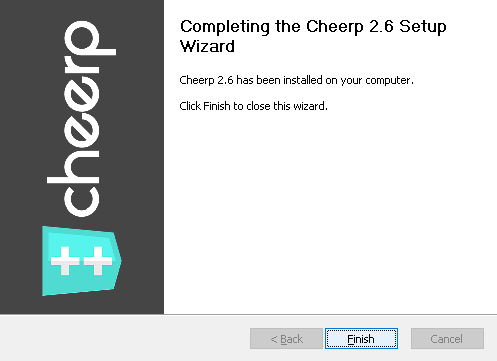 cheerp
++
Completing the Cheerp 2.6 Setup
Wizard
Cheerp 2.6 has been installed on your computer.
Click Finish to close this wizard.
< Back
Finish
Cancel